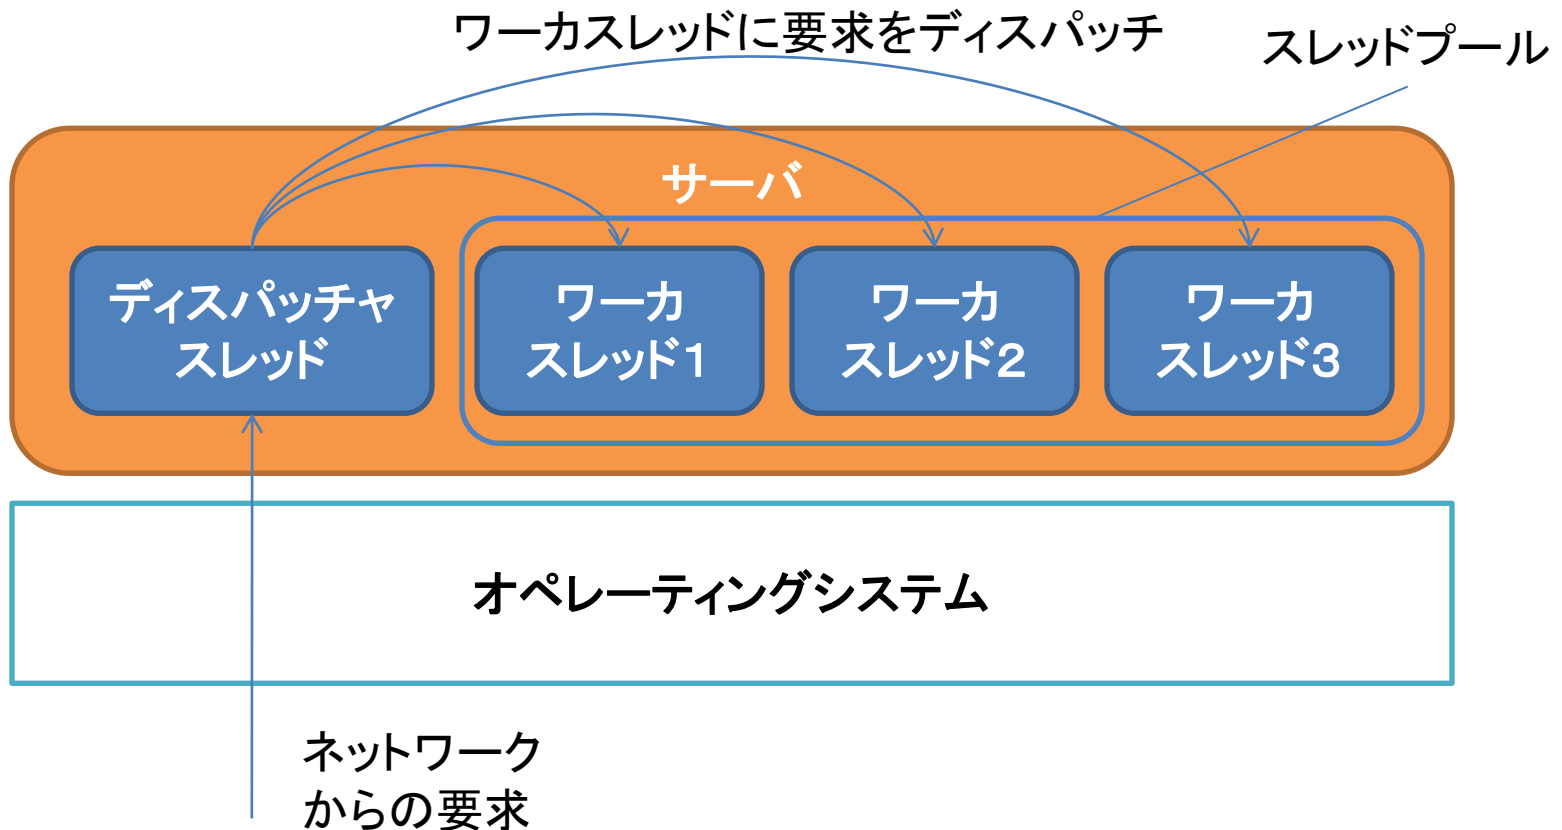 ワーカスレッドに要求をディスパッチ
スレッドプール
サーバ
ディスパッチャ
スレッド
ワーカ
スレッド１
ワーカ
スレッド２
ワーカ
スレッド３
オペレーティングシステム
ネットワーク
からの要求